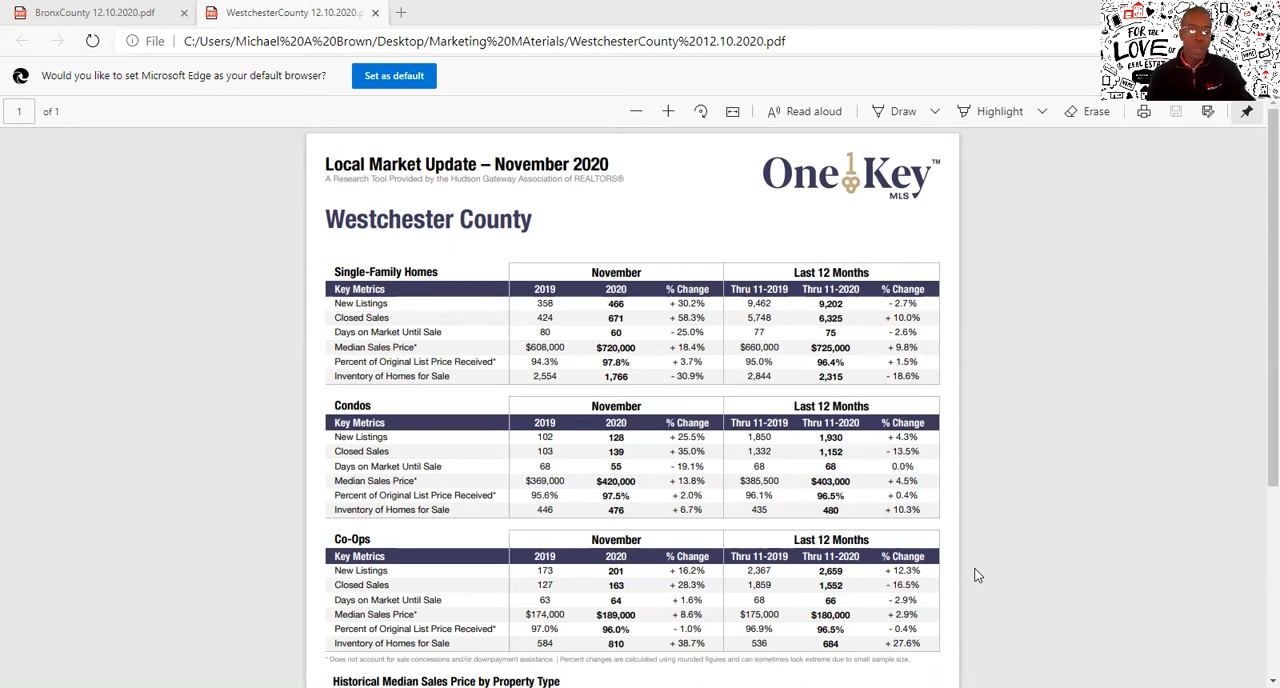 BronxCounty 12.10.2020.pdf
WestchesterCounty 12.10.2020.p
File C:/Users/Michael%20A%20Brown/Desktop/Marketing%20MAterials/WestchesterCounty%2012.10.2020.pdf
Would you like to set Microsoft Edge as your default browser? Set as default
1 of 1 Read aloud Draw Highlight Erase
FOR THE
LOVE OF
REAL ESTATE
Local Market Update – November 2020
A Research Tool Provided by the Hudson Gateway Association of REALTORS®
One Key™
MLS
Westchester County
Single-Family Homes November Last 12 Months
Key Metrics 2019 2020 % Change Thru 11-2019 Thru 11-2020 % Change
New Listings 358 466 + 30.2% 9,462 9,202 - 2.7%
Closed Sales 424 671 + 58.3% 5,748 6,325 + 10.0%
Days on Market Until Sale 80 60 - 25.0% 77 75 - 2.6%
Median Sales Price* $608,000 $720,000 + 18.4% $660,000 $725,000 + 9.8%
Percent of Original List Price Received* 94.3% 97.8% + 3.7% 95.0% 96.4% + 1.5%
Inventory of Homes for Sale 2,554 1,766 - 30.9% 2,844 2,315 - 18.6%
Condos November Last 12 Months
Key Metrics 2019 2020 % Change Thru 11-2019 Thru 11-2020 % Change
New Listings 102 128 + 25.5% 1,850 1,930 + 4.3%
Closed Sales 103 139 + 35.0% 1,332 1,152 - 13.5%
Days on Market Until Sale 68 55 - 19.1% 68 68 0.0%
Median Sales Price* $369,000 $420,000 + 13.8% $385,500 $403,000 + 4.5%
Percent of Original List Price Received* 95.6% 97.5% + 2.0% 96.1% 96.5% + 0.4%
Inventory of Homes for Sale 446 476 + 6.7% 435 480 + 10.3%
Co-Ops November Last 12 Months
Key Metrics 2019 2020 % Change Thru 11-2019 Thru 11-2020 % Change
New Listings 173 201 + 16.2% 2,367 2,659 + 12.3%
Closed Sales 127 163 + 28.3% 1,859 1,552 - 16.5%
Days on Market Until Sale 63 64 + 1.6% 68 66 - 2.9%
Median Sales Price* $174,000 $189,000 + 8.6% $175,000 $180,000 + 2.9%
Percent of Original List Price Received* 97.0% 96.0% - 1.0% 96.9% 96.5% - 0.4%
Inventory of Homes for Sale 584 810 + 38.7% 536 684 + 27.6%
* Does not account for sale concessions and/or downpayment assistance. | Percent changes are calculated using rounded figures and can sometimes look extreme due to small sample size.
Historical Median Sales Price by Property Type